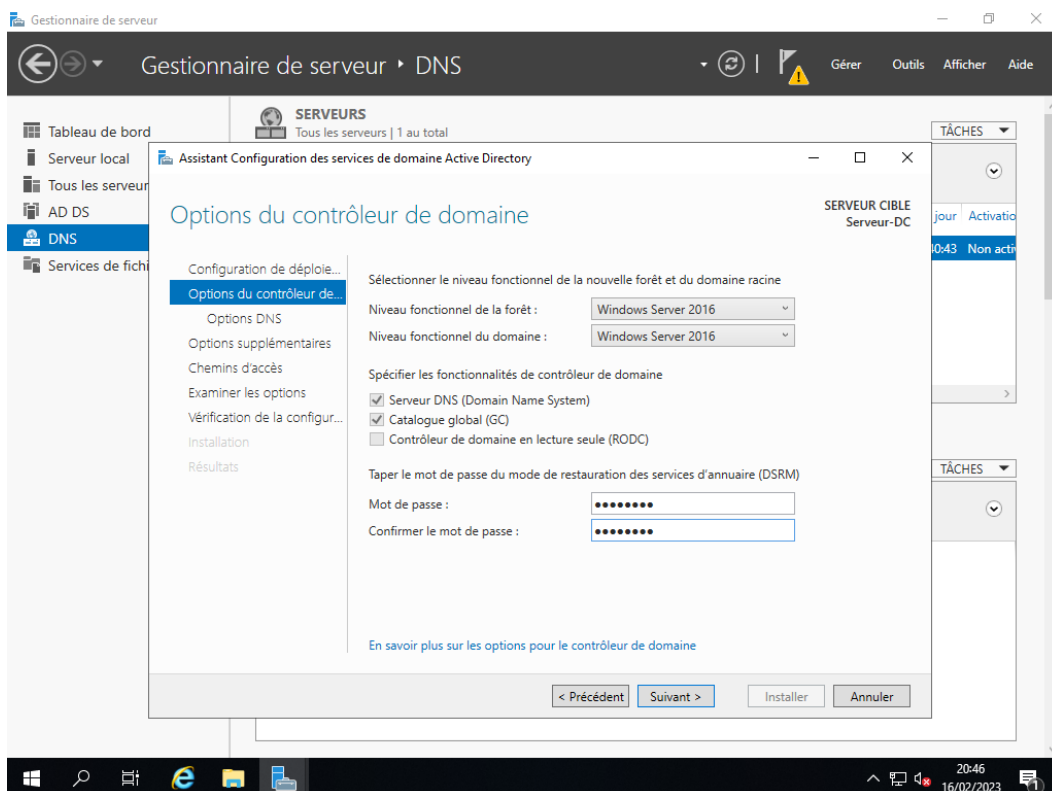 Gestionnaire de serveur
Gestionnaire de serveur ‣ DNS
Gérer Outils Afficher Aide
Tableau de bord
Serveur local
Tous les serveur
AD DS
DNS
Services de fichi
SERVEURS
Tous les serveurs | 1 au total
TÂCHES
jour Activatio
40:43 Non activ
TÂCHES
Assistant Configuration des services de domaine Active Directory
Options du contrôleur de domaine
SERVEUR CIBLE
Serveur-DC
Configuration de déploie...
Options du contrôleur de...
Options DNS
Options supplémentaires
Chemins d'accès
Examiner les options
Vérification de la configur...
Installation
Résultats
Sélectionner le niveau fonctionnel de la nouvelle forêt et du domaine racine
Niveau fonctionnel de la forêt : Windows Server 2016
Niveau fonctionnel du domaine : Windows Server 2016
Spécifier les fonctionnalités de contrôleur de domaine
Serveur DNS (Domain Name System)
Catalogue global (GC)
Contrôleur de domaine en lecture seule (RODC)
Taper le mot de passe du mode de restauration des services d'annuaire (DSRM)
Mot de passe : ••••••••
Confirmer le mot de passe : ••••••••
En savoir plus sur les options pour le contrôleur de domaine
< Précédent Suivant > Installer Annuler
20:46
16/02/2023
1